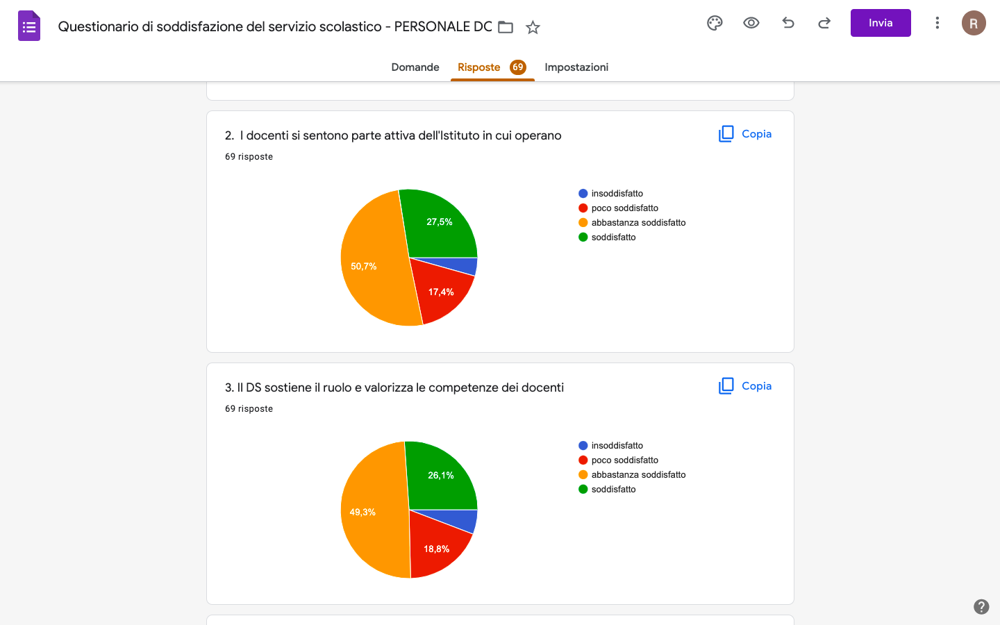 Questionario di soddisfazione del servizio scolastico - PERSONALE DO
Invia
R
Domande
Risposte 69
Impostazioni
2. I docenti si sentono parte attiva dell'Istituto in cui operano
Copia
69 risposte
27,5%
50,7%
17,4%
insoddisfatto
poco soddisfatto
abbastanza soddisfatto
soddisfatto
3. Il DS sostiene il ruolo e valorizza le competenze dei docenti
Copia
69 risposte
26,1%
49,3%
18,8%
insoddisfatto
poco soddisfatto
abbastanza soddisfatto
soddisfatto